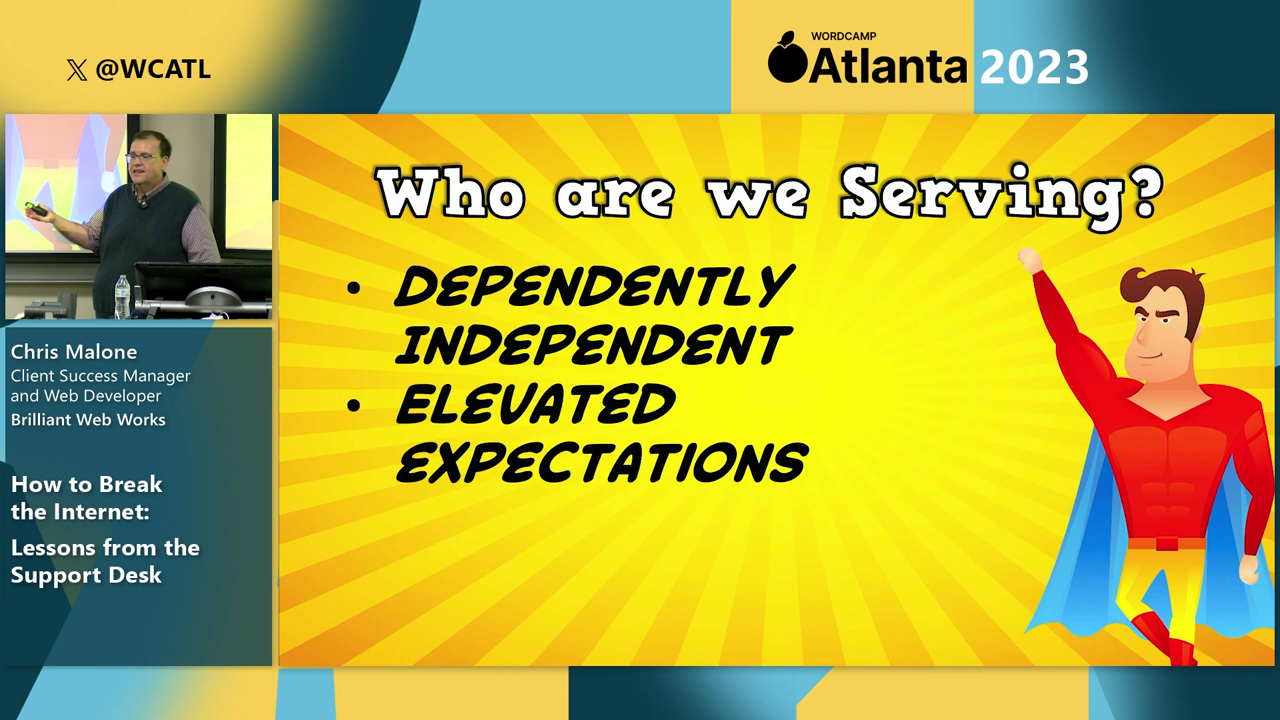 𝕏 @WCATL
WORDCAMP
Atlanta 2023
Who are we Serving?
• DEPENDENTLY
INDEPENDENT
• ELEVATED
EXPECTATIONS
Chris Malone
Client Success Manager
and Web Developer
Brilliant Web Works
How to Break
the Internet:
Lessons from the
Support Desk